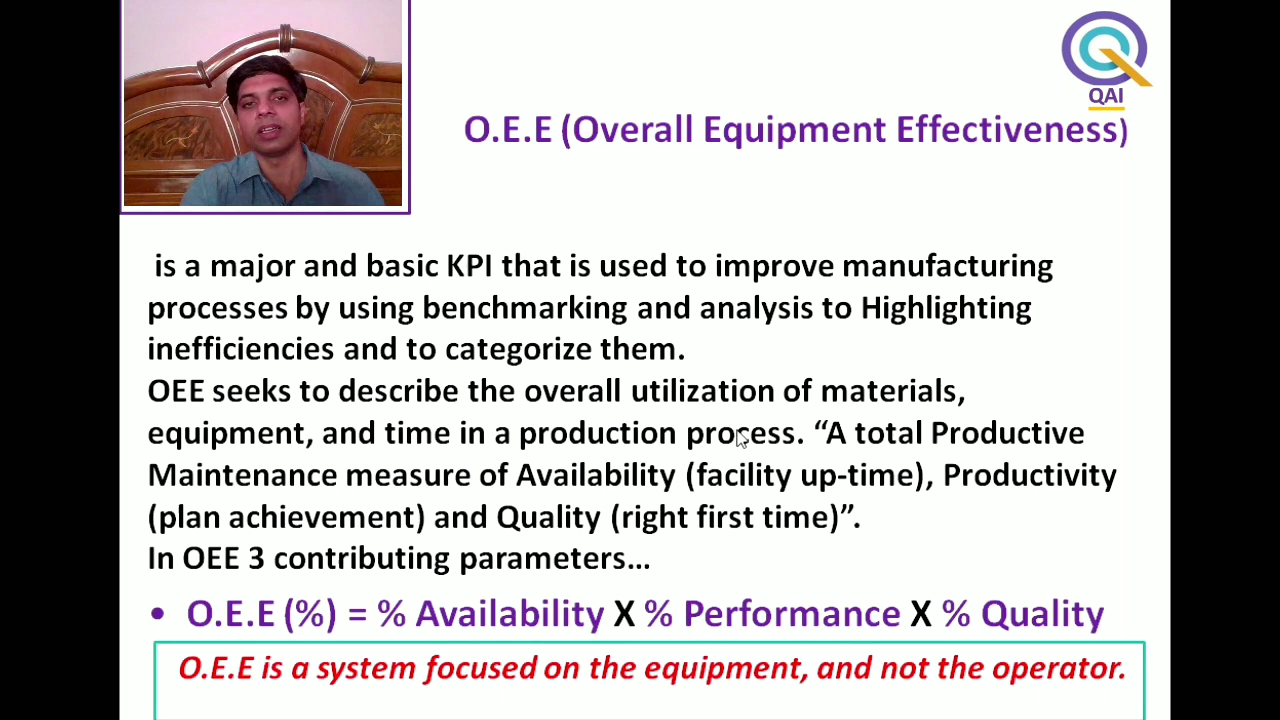 QAI
O.E.E (Overall Equipment Effectiveness)
is a major and basic KPI that is used to improve manufacturing
processes by using benchmarking and analysis to Highlighting
inefficiencies and to categorize them.
OEE seeks to describe the overall utilization of materials,
equipment, and time in a production process. “A total Productive
Maintenance measure of Availability (facility up-time), Productivity
(plan achievement) and Quality (right first time)”.
In OEE 3 contributing parameters...
• O.E.E (%) = % Availability X % Performance X % Quality
O.E.E is a system focused on the equipment, and not the operator.